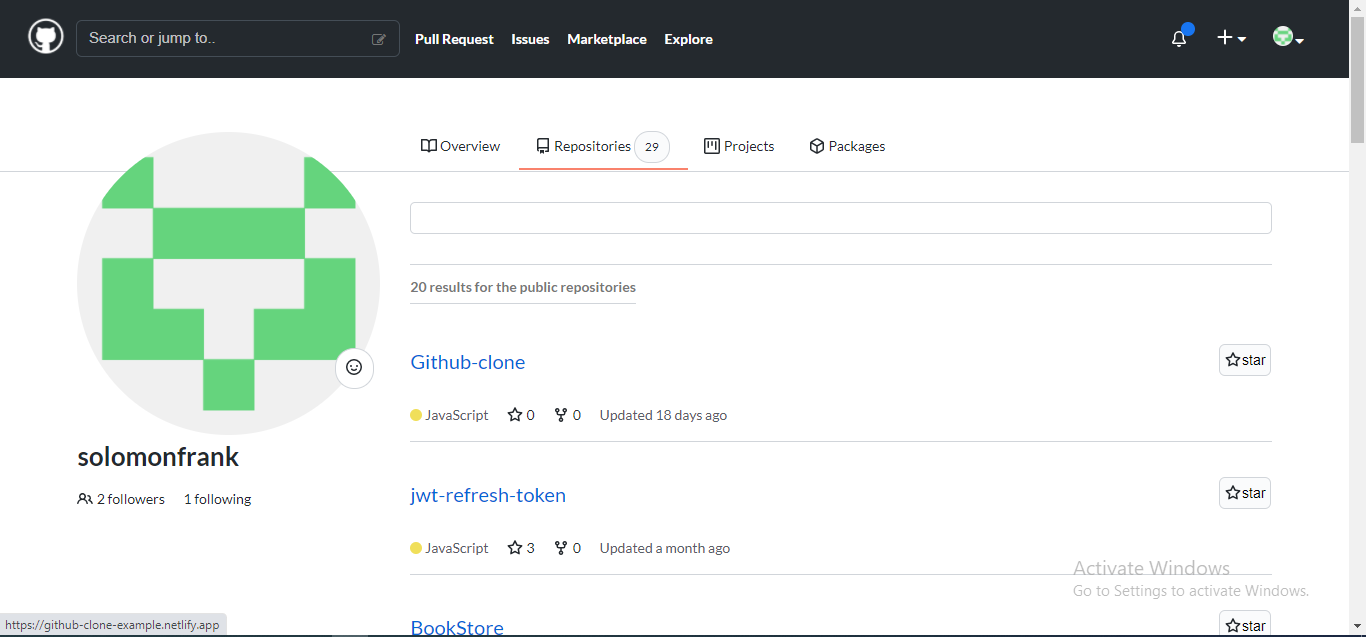 Search or jump to..
Pull Request Issues Marketplace Explore
Overview Repositories 29 Projects Packages
20 results for the public repositories
Github-clone
star
JavaScript 0 0 Updated 18 days ago
solomonfrank
2 followers 1 following
jwt-refresh-token
star
JavaScript 3 0 Updated a month ago
Activate Windows
Go to Settings to activate Windows.
BookStore
star
https://github-clone-example.netlify.app